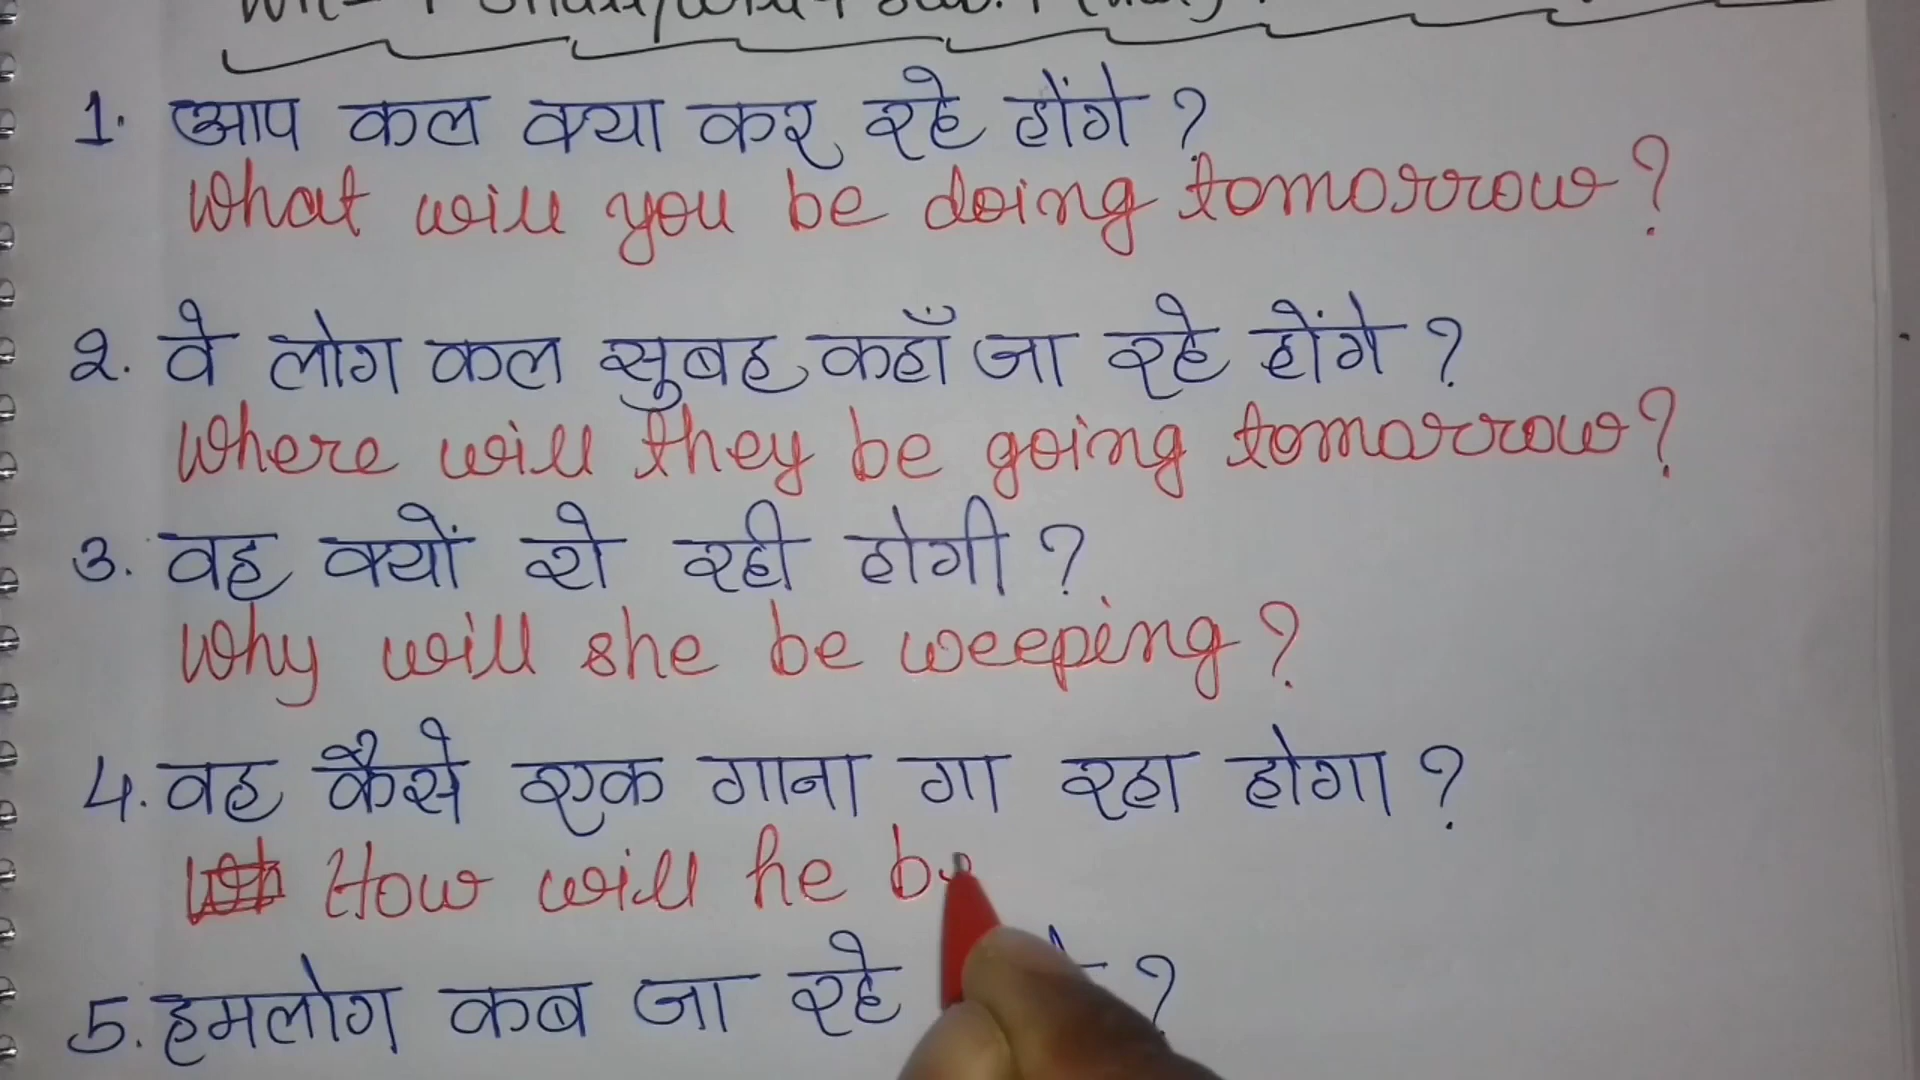 1. आप कल क्या कर रहे होंगे ?
What will you be doing tomorrow?
2. वे लोग कल सुबह कहाँ जा रहे होंगे ?
Where will they be going tomorrow?
3. वह क्यों रो रही होगी ?
Why will she be weeping?
4. वह कैसे एक गाना गा रहा होगा ?
How will he b
5. हमलोग कब जा रहे ?